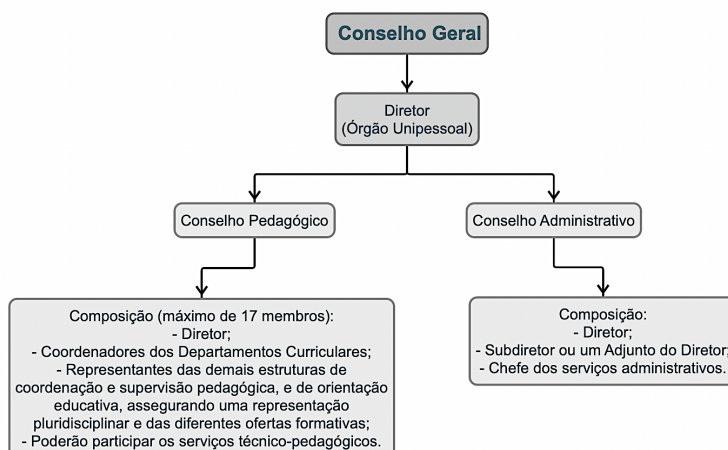 Conselho Geral
Diretor
(Órgão Unipessoal)
Conselho Pedagógico
Conselho Administrativo
Composição (máximo de 17 membros):
- Diretor;
- Coordenadores dos Departamentos Curriculares;
- Representantes das demais estruturas de
coordenação e supervisão pedagógica, e de orientação
educativa, assegurando uma representação
pluridisciplinar e das diferentes ofertas formativas;
- Poderão participar os serviços técnico-pedagógicos.
Composição:
- Diretor;
- Subdiretor ou um Adjunto do Diretor;
- Chefe dos serviços administrativos.